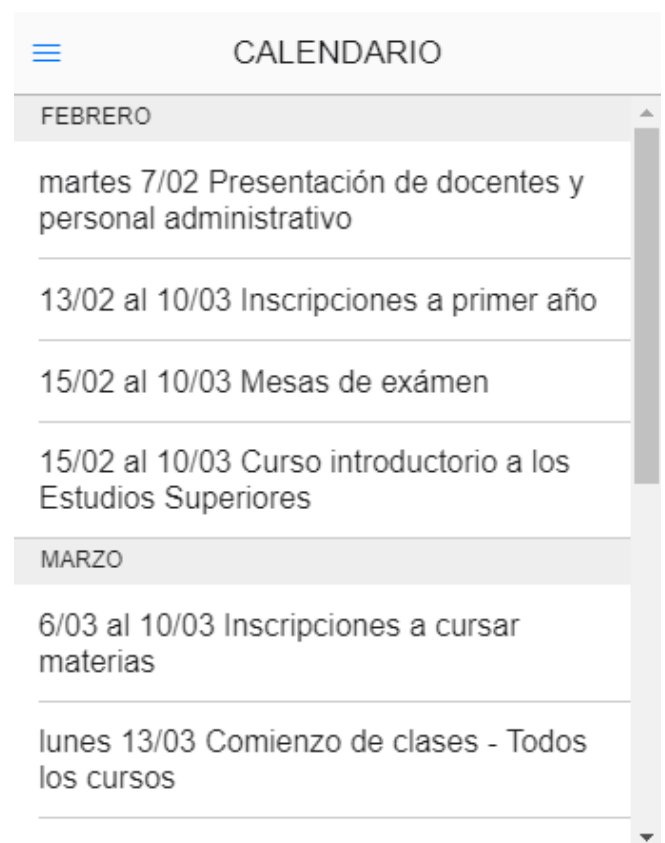 CALENDARIO
FEBRERO
martes 7/02 Presentación de docentes y
personal administrativo
13/02 al 10/03 Inscripciones a primer año
15/02 al 10/03 Mesas de exámen
15/02 al 10/03 Curso introductorio a los
Estudios Superiores
MARZO
6/03 al 10/03 Inscripciones a cursar
materias
lunes 13/03 Comienzo de clases - Todos
los cursos